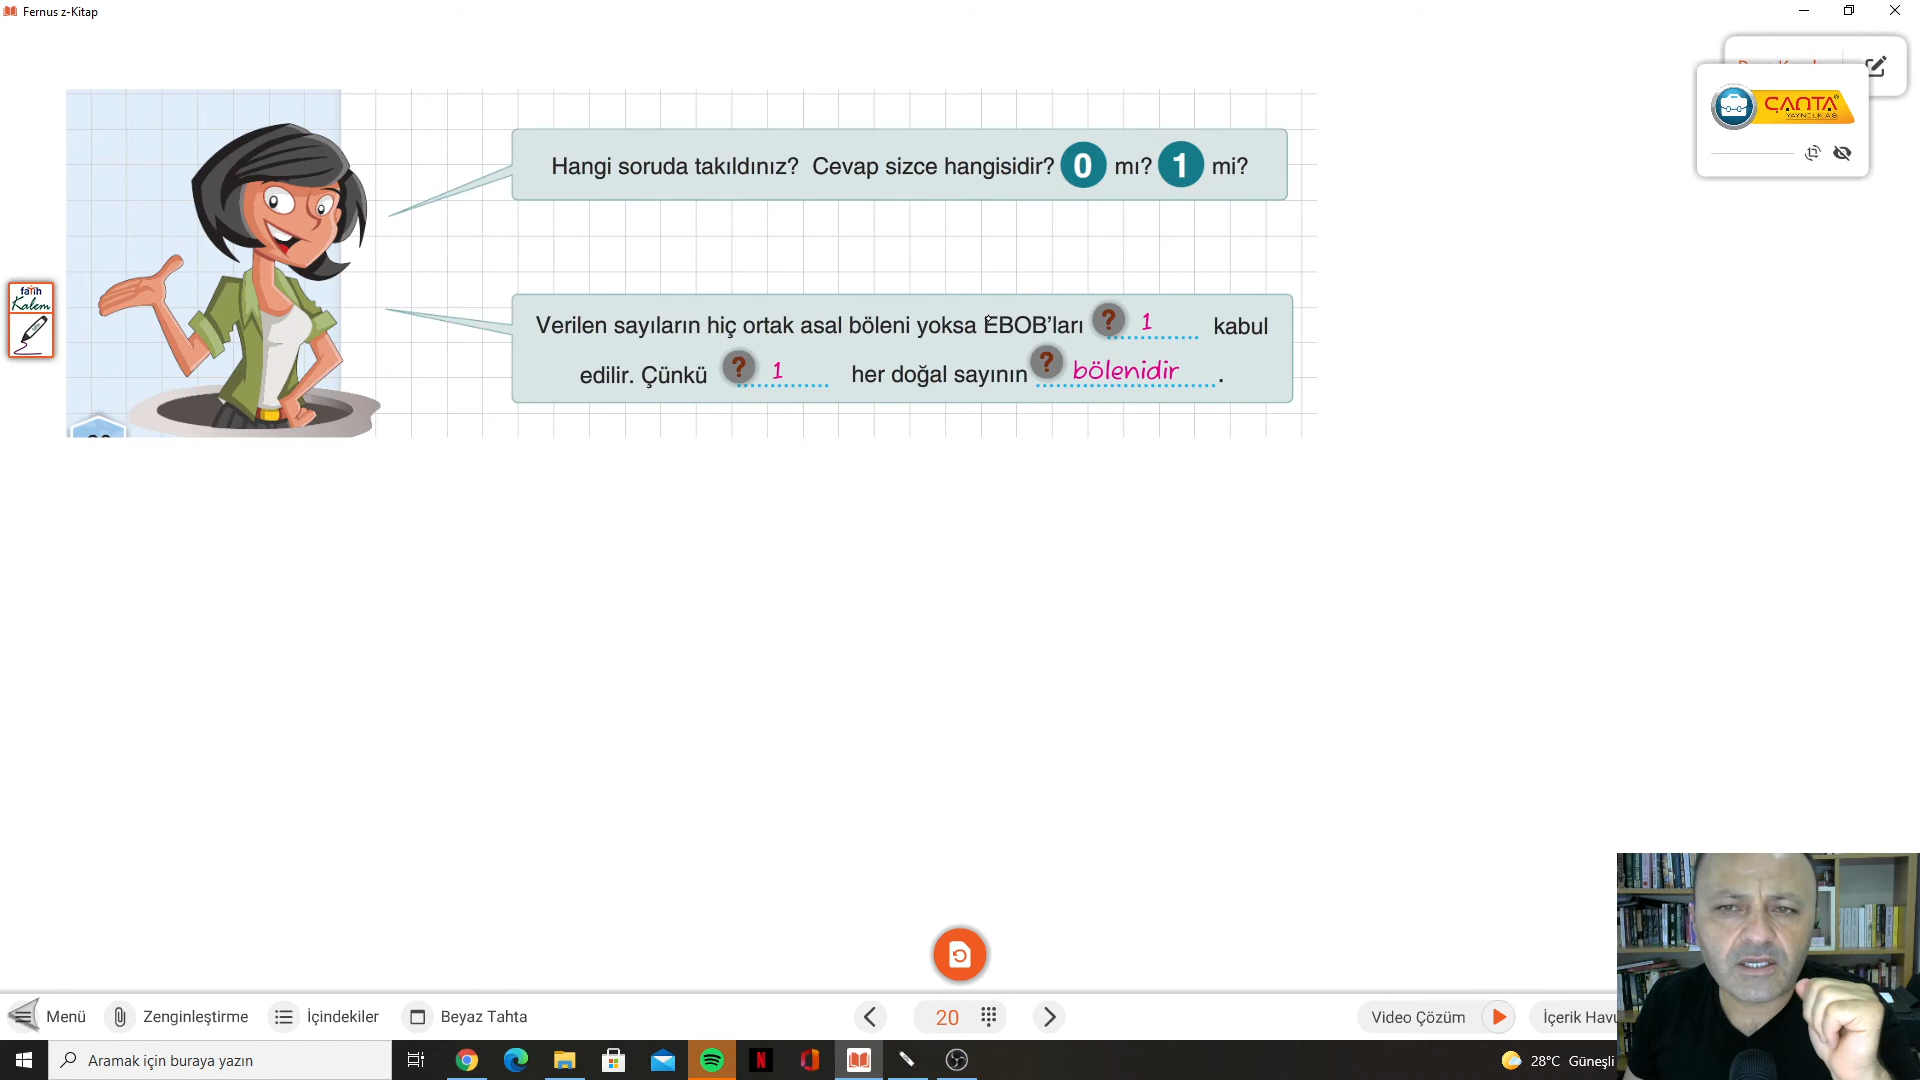 Fernus z-Kitap
ÇANTA
YAYINCILIK A.Ş.
Hangi soruda takıldınız? Cevap sizce hangisidir? 0 mı? 1 mi?
fatih
Kalem
Verilen sayıların hiç ortak asal böleni yoksa EBOB'ları ? 1 kabul
edilir. Çünkü ? 1 her doğal sayının ? bölenidir.
Menü
Zenginleştirme
İçindekiler
Beyaz Tahta
20
Video Çözüm
İçerik Havu
Aramak için buraya yazın
28°C Güneşli